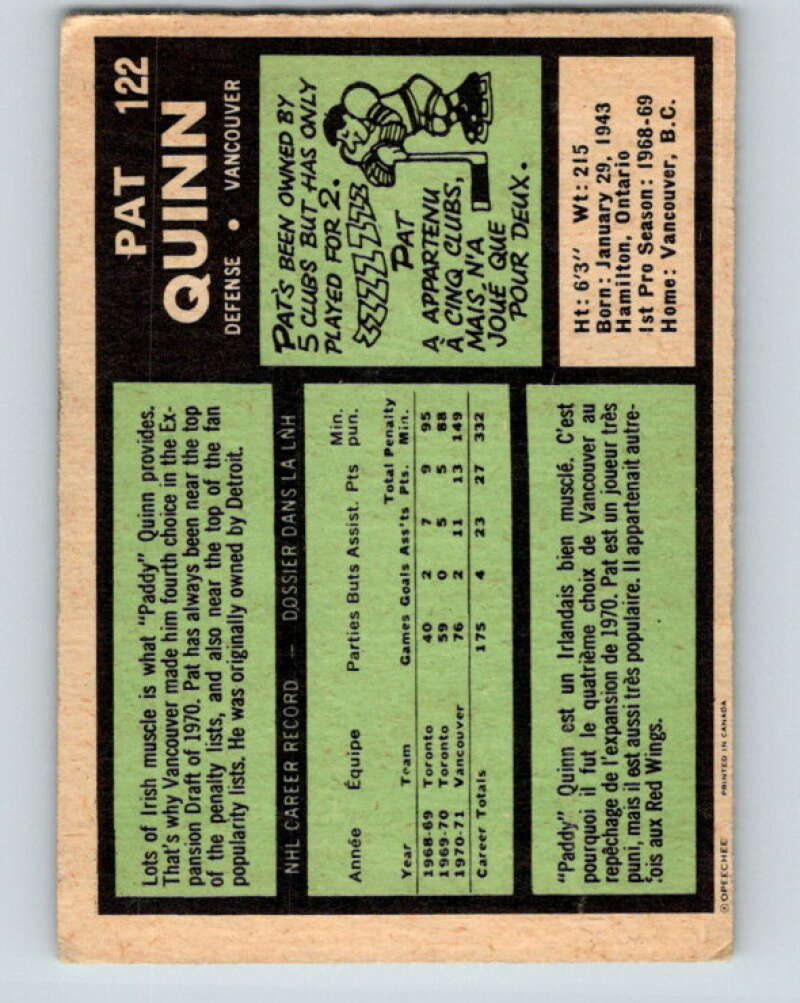 PAT 122
QUINN
DEFENSE • VANCOUVER
Lots of Irish muscle is what "Paddy" Quinn provides.
That's why Vancouver made him fourth choice in the Ex-
pansion Draft of 1970. Pat has always been near the top
of the penalty lists, and also near the top of the fan
popularity lists. He was originally owned by Detroit.
NHL CAREER RECORD — DOSSIER DANS LA LNH
Année Équipe Parties Buts Assist. Pts Min. pun.
Year Team Games Goals Ass'ts Pts. Total Penalty Min.
1968-69 Toronto 40 2 7 9 95
1969-70 Toronto 59 0 5 5 88
1970-71 Vancouver 76 2 11 13 149
Career Totals 175 4 23 27 332
"Paddy" Quinn est un Irlandais bien musclé. C'est
pourquoi il fut le quatrième choix de Vancouver au
repêchage de l'expansion de 1970. Pat est un joueur très
puni, mais il est aussi très populaire. Il appartenait autre-
fois aux Red Wings.
PAT'S BEEN OWNED BY
5 CLUBS BUT HAS ONLY
PLAYED FOR 2.
PAT
A APPARTENU
À CINQ CLUBS,
MAIS N'A
JOUÉ QUE
POUR DEUX.
Ht: 6'3" Wt: 215
Born: January 29, 1943
Hamilton, Ontario
1st Pro Season: 1968-69
Home: Vancouver, B.C.
© OPEECHEE PRINTED IN CANADA